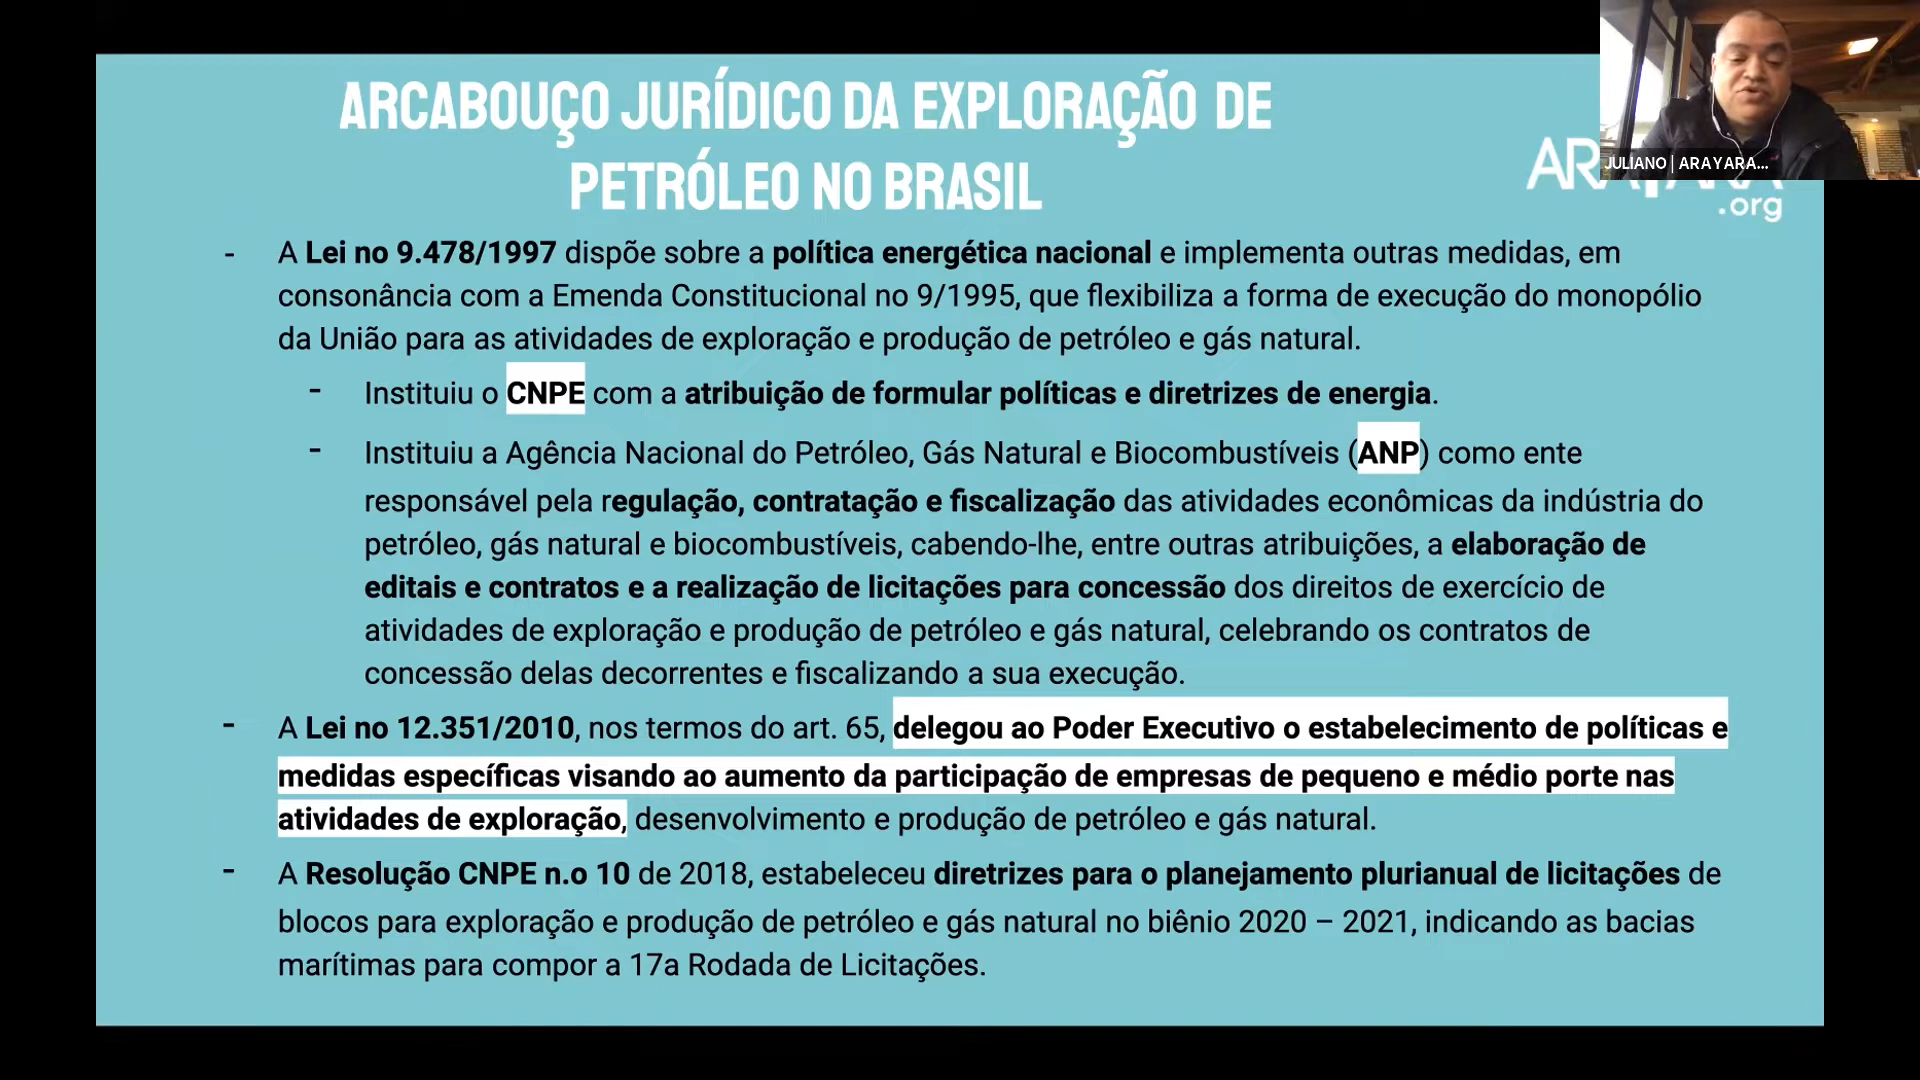 ARCABOUÇO JURÍDICO DA EXPLORAÇÃO DE
PETRÓLEO NO BRASIL
JULIANO | ARAYARA...
.org
- A Lei no 9.478/1997 dispõe sobre a política energética nacional e implementa outras medidas, em
consonância com a Emenda Constitucional no 9/1995, que flexibiliza a forma de execução do monopólio
da União para as atividades de exploração e produção de petróleo e gás natural.
- Instituiu o CNPE com a atribuição de formular políticas e diretrizes de energia.
- Instituiu a Agência Nacional do Petróleo, Gás Natural e Biocombustíveis (ANP) como ente
responsável pela regulação, contratação e fiscalização das atividades econômicas da indústria do
petróleo, gás natural e biocombustíveis, cabendo-lhe, entre outras atribuições, a elaboração de
editais e contratos e a realização de licitações para concessão dos direitos de exercício de
atividades de exploração e produção de petróleo e gás natural, celebrando os contratos de
concessão delas decorrentes e fiscalizando a sua execução.
- A Lei no 12.351/2010, nos termos do art. 65, delegou ao Poder Executivo o estabelecimento de políticas e
medidas específicas visando ao aumento da participação de empresas de pequeno e médio porte nas
atividades de exploração, desenvolvimento e produção de petróleo e gás natural.
- A Resolução CNPE n.o 10 de 2018, estabeleceu diretrizes para o planejamento plurianual de licitações de
blocos para exploração e produção de petróleo e gás natural no biênio 2020 – 2021, indicando as bacias
marítimas para compor a 17a Rodada de Licitações.